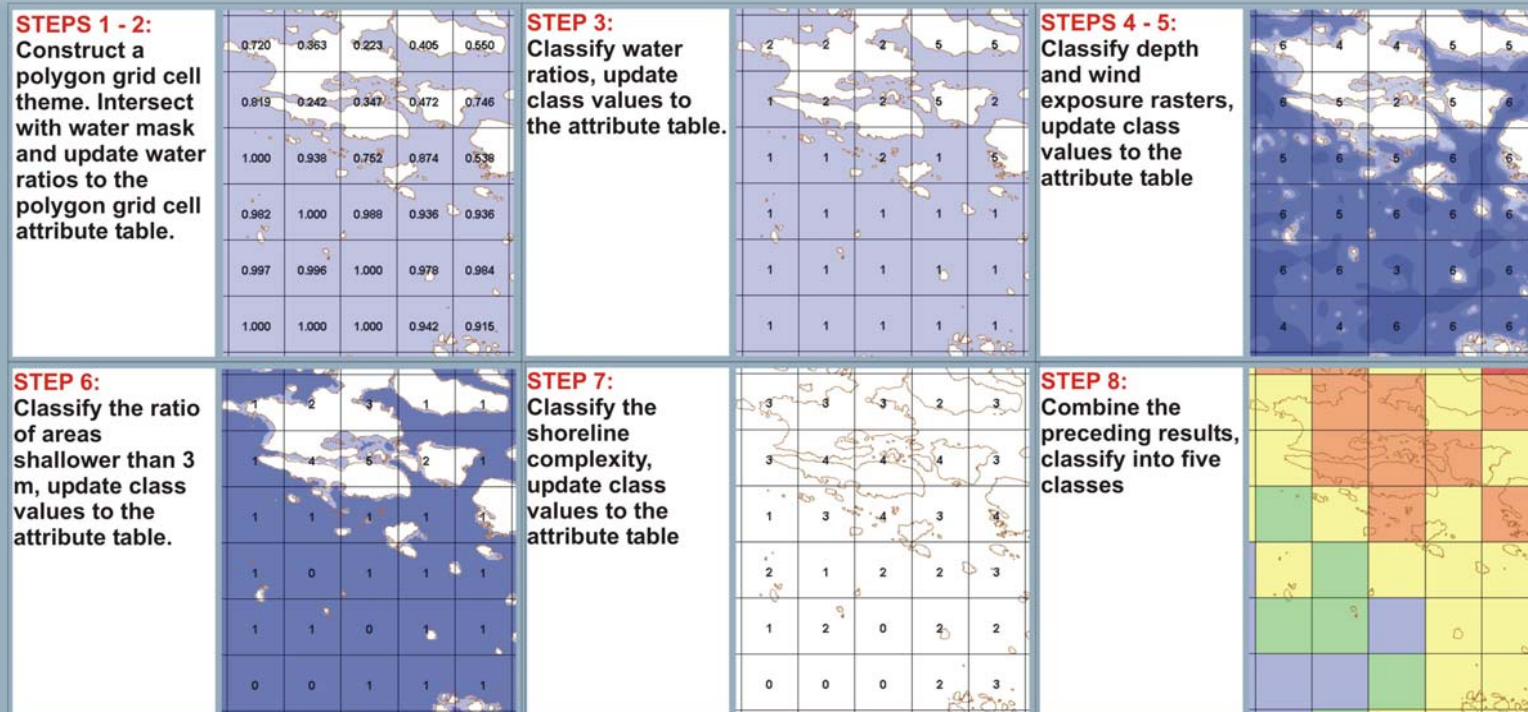 STEPS 1 - 2:
Construct a
polygon grid cell
theme. Intersect
with water mask
and update water
ratios to the
polygon grid cell
attribute table.
0.720 0.363 0.223 0.405 0.550
0.819 0.242 0.347 0.472 0.746
1.000 0.938 0.752 0.874 0.538
0.982 1.000 0.988 0.936 0.936
0.997 0.996 1.000 0.978 0.984
1.000 1.000 1.000 0.942 0.915
STEP 3:
Classify water
ratios, update
class values to
the attribute table.
2 2 2 5 5
1 2 2 5 2
1 1 2 1 5
1 1 1 1 1
1 1 1 1 1
1 1 1 1 1
STEPS 4 - 5:
Classify depth
and wind
exposure rasters,
update class
values to the
attribute table
6 4 4 5 5
6 5 2 5 6
5 6 5 6 6
6 5 6 6 6
6 6 3 6 6
4 4 6 6 6
STEP 6:
Classify the ratio
of areas
shallower than 3
m, update class
values to the
attribute table.
1 2 3 1 1
1 4 5 2 1
1 1 1 1 1
1 0 1 1 1
1 1 0 1 1
0 0 1 1 1
STEP 7:
Classify the
shoreline
complexity,
update class
values to the
attribute table
3 3 3 2 3
3 4 4 4 3
1 3 4 3 4
2 1 2 2 3
1 2 0 2 2
0 0 0 2 3
STEP 8:
Combine the
preceding results,
classify into five
classes